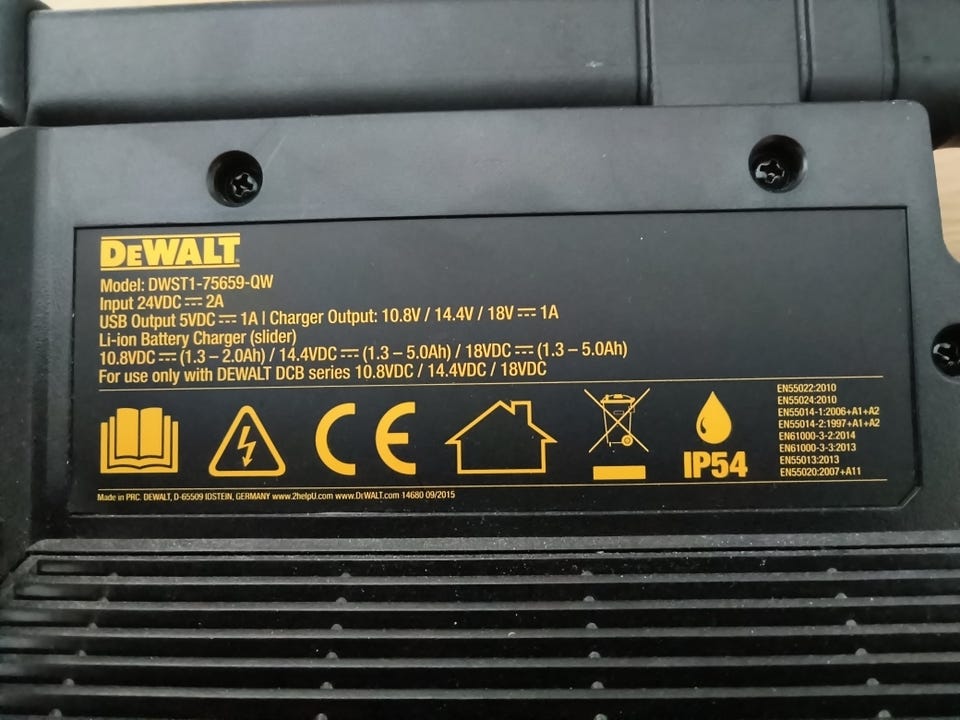 DEWALT
Model: DWST1-75659-QW
Input 24VDC ⎓ 2A
USB Output 5VDC ⎓ 1A | Charger Output: 10.8V / 14.4V / 18V ⎓ 1A
Li-ion Battery Charger (slider)
10.8VDC ⎓ (1.3 – 2.0Ah) / 14.4VDC ⎓ (1.3 – 5.0Ah) / 18VDC ⎓ (1.3 – 5.0Ah)
For use only with DEWALT DCB series 10.8VDC / 14.4VDC / 18VDC
CE
IP54
EN55022:2010
EN55024:2010
EN55014-1:2006+A1+A2
EN55014-2:1997+A1+A2
EN61000-3-2:2014
EN61000-3-3:2013
EN55013:2013
EN55020:2007+A11
Made in PRC. DEWALT, D-65509 IDSTEIN, GERMANY www.2helpU.com www.DEWALT.com 14680 09/2015